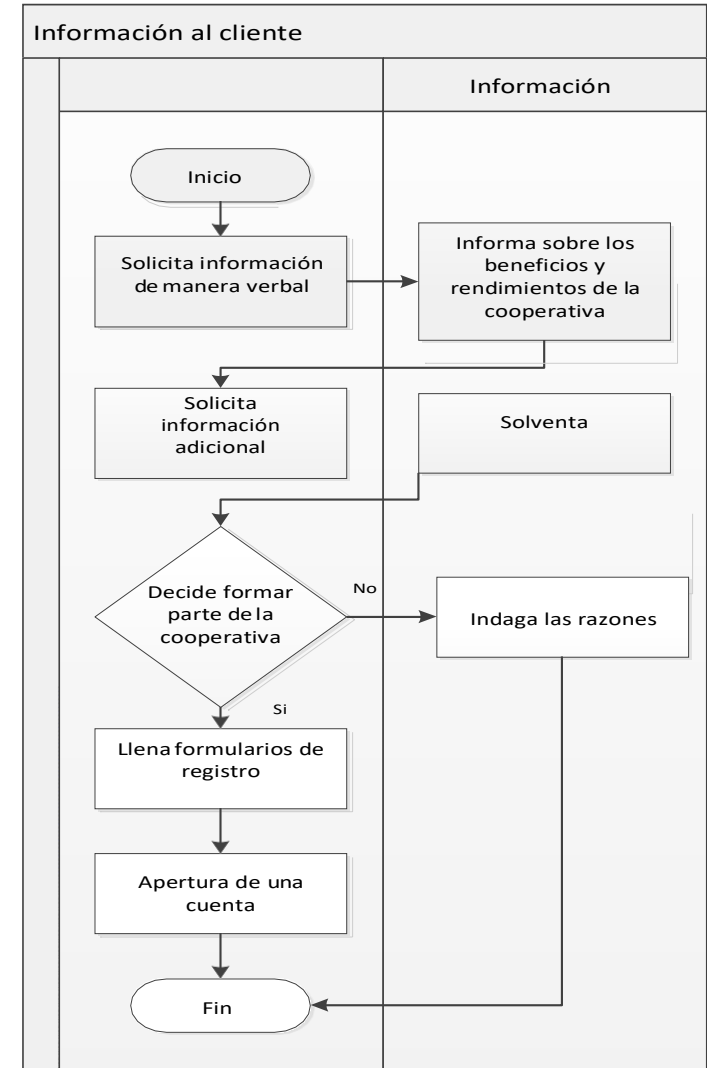 Información al cliente
Información
Inicio
Solicita información
de manera verbal
Informa sobre los
beneficios y
rendimientos de la
cooperativa
Solicita
información
adicional
Solventa
Decide formar
parte de la
cooperativa
No
Indaga las razones
Si
Llena formularios de
registro
Apertura de una
cuenta
Fin